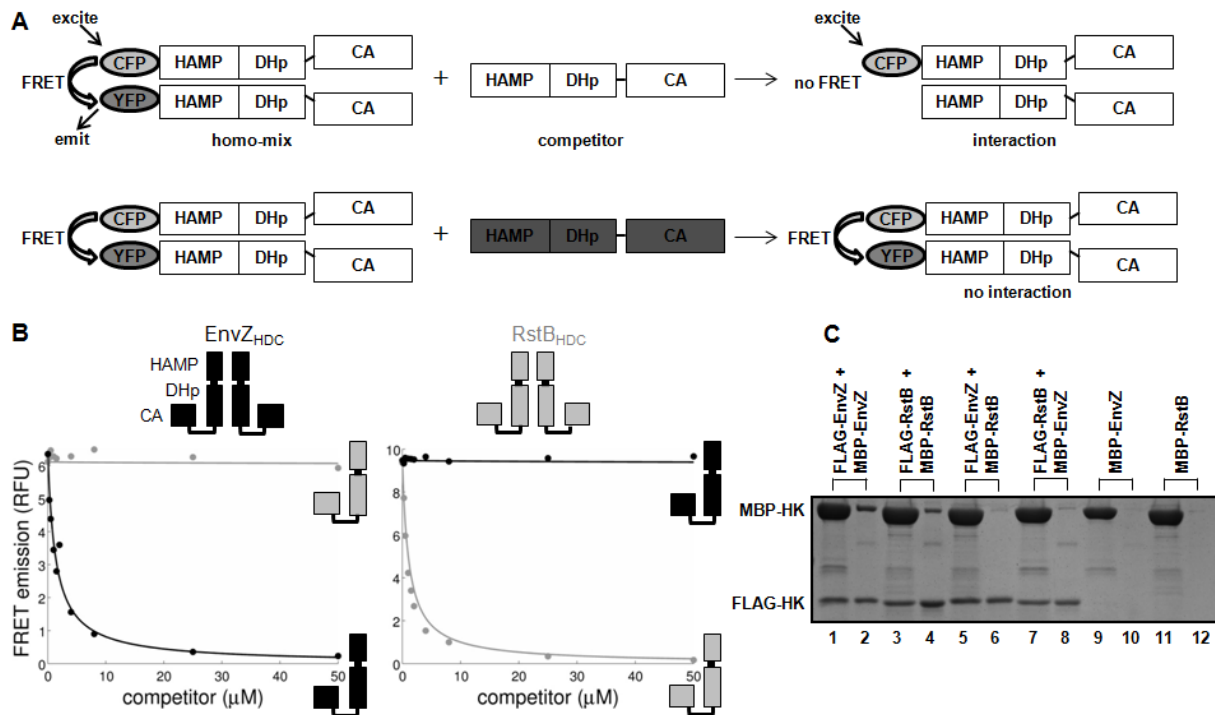 A
excite
CFP HAMP DHp CA
FRET
YFP HAMP DHp CA
emit
homo-mix
+
HAMP DHp CA
competitor
excite
CFP HAMP DHp CA
no FRET
HAMP DHp CA
interaction
CFP HAMP DHp CA
FRET
YFP HAMP DHp CA
+
HAMP DHp CA
CFP HAMP DHp CA
FRET
YFP HAMP DHp CA
no interaction
B
EnvZHDC
HAMP
DHp
CA
FRET emission (RFU)
6
5
4
3
2
1
0
0 10 20 30 40 50
competitor (μM)
RstBHDC
10
8
6
4
2
0
0 10 20 30 40 50
competitor (μM)
C
FLAG-EnvZ +
MBP-EnvZ
FLAG-RstB +
MBP-RstB
FLAG-EnvZ +
MBP-RstB
FLAG-RstB +
MBP-EnvZ
MBP-EnvZ
MBP-RstB
MBP-HK
FLAG-HK
1 2 3 4 5 6 7 8 9 10 11 12